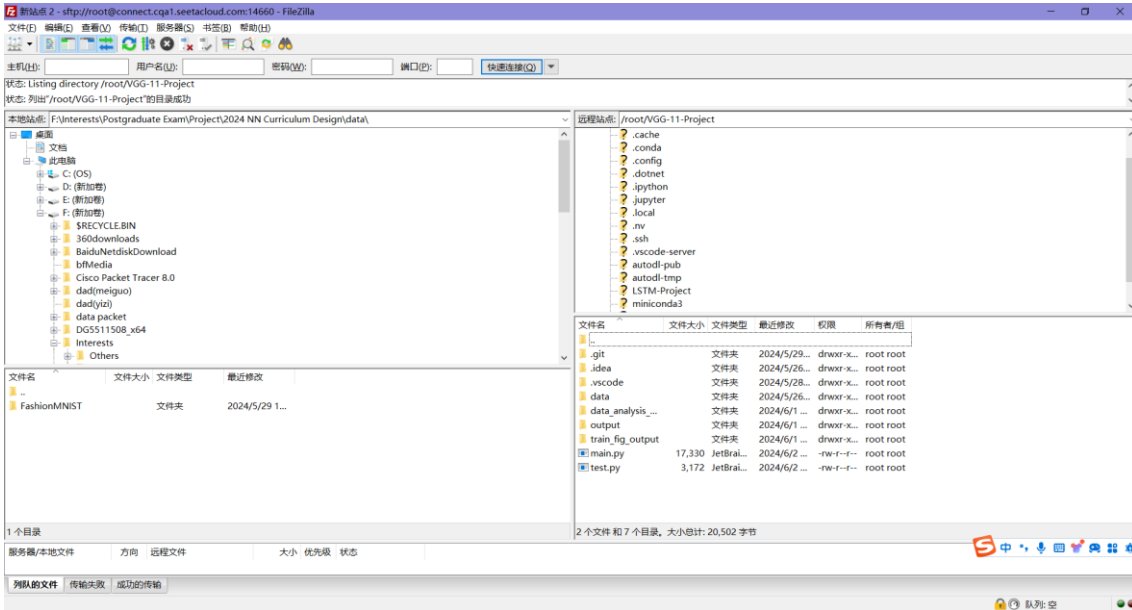 新站点 2 - sftp://root@connect.cqa1.seetacloud.com:14660 - FileZilla
文件(F) 编辑(E) 查看(V) 传输(T) 服务器(S) 书签(B) 帮助(H)
主机(H): 用户名(U): 密码(W): 端口(P): 快速连接(Q)
状态: Listing directory /root/VGG-11-Project
状态: 列出"/root/VGG-11-Project"的目录成功
本地站点: F:\Interests\Postgraduate Exam\Project\2024 NN Curriculum Design\data\
桌面
文档
此电脑
C: (OS)
D: (新加卷)
E: (新加卷)
F: (新加卷)
$RECYCLE.BIN
360downloads
BaiduNetdiskDownload
bfMedia
Cisco Packet Tracer 8.0
dad(meiguo)
dad(yizi)
data packet
DG5511508_x64
Interests
Others
文件名 文件大小 文件类型 最近修改
..
FashionMNIST 文件夹 2024/5/29 1...
1 个目录
远程站点: /root/VGG-11-Project
.cache
.conda
.config
.dotnet
.ipython
.jupyter
.local
.nv
.ssh
.vscode-server
autodl-pub
autodl-tmp
LSTM-Project
miniconda3
文件名 文件大小 文件类型 最近修改 权限 所有者/组
..
.git 文件夹 2024/5/29... drwxr-x... root root
.idea 文件夹 2024/5/26... drwxr-x... root root
.vscode 文件夹 2024/5/28... drwxr-x... root root
data 文件夹 2024/5/26... drwxr-x... root root
data_analysis_... 文件夹 2024/6/1 ... drwxr-x... root root
output 文件夹 2024/6/1 ... drwxr-x... root root
train_fig_output 文件夹 2024/6/1 ... drwxr-x... root root
main.py 17,330 JetBrai... 2024/6/2 ... -rw-r--r-- root root
test.py 3,172 JetBrai... 2024/6/2 ... -rw-r--r-- root root
2 个文件 和 7 个目录。大小总计: 20,502 字节
服务器/本地文件 方向 远程文件 大小 优先级 状态
中
列队的文件 传输失败 成功的传输
队列: 空